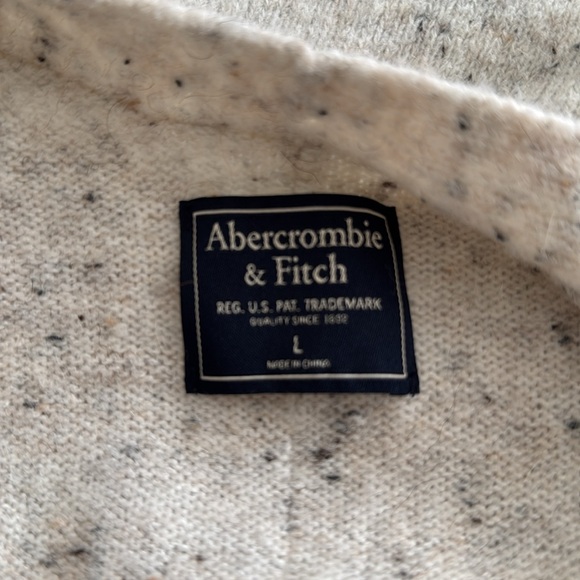 Abercrombie
& Fitch
REG. U.S. PAT. TRADEMARK
QUALITY SINCE 1892
L
MADE IN CHINA